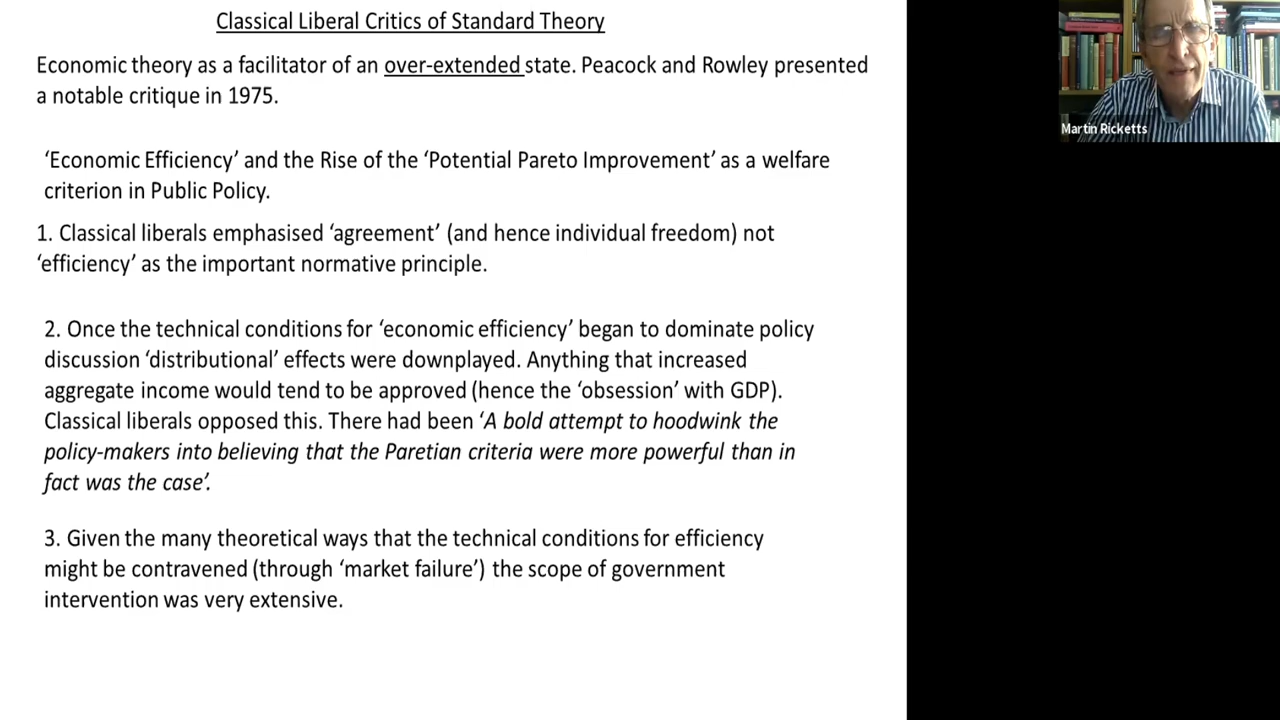 Classical Liberal Critics of Standard Theory
Economic theory as a facilitator of an over-extended state. Peacock and Rowley presented
a notable critique in 1975.
‘Economic Efficiency’ and the Rise of the ‘Potential Pareto Improvement’ as a welfare
criterion in Public Policy.
1. Classical liberals emphasised ‘agreement’ (and hence individual freedom) not
‘efficiency’ as the important normative principle.
2. Once the technical conditions for ‘economic efficiency’ began to dominate policy
discussion ‘distributional’ effects were downplayed. Anything that increased
aggregate income would tend to be approved (hence the ‘obsession’ with GDP).
Classical liberals opposed this. There had been ‘A bold attempt to hoodwink the
policy-makers into believing that the Paretian criteria were more powerful than in
fact was the case’.
3. Given the many theoretical ways that the technical conditions for efficiency
might be contravened (through ‘market failure’) the scope of government
intervention was very extensive.
Martin Ricketts